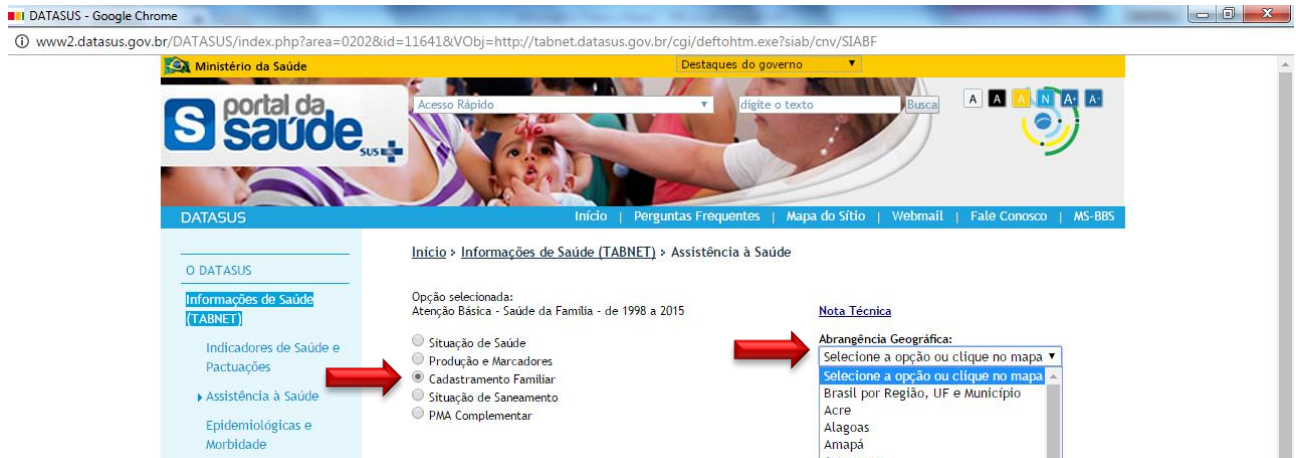 DATASUS - Google Chrome
www2.datasus.gov.br/DATASUS/index.php?area=0202&id=11641&VObj=http://tabnet.datasus.gov.br/cgi/deftohtm.exe?siab/cnv/SIABF
Ministério da Saúde
Destaques do governo
portal da
saúde
SUS
Acesso Rápido
digite o texto
Busca
A A A N A+ A-
DATASUS
Início | Perguntas Frequentes | Mapa do Sítio | Webmail | Fale Conosco | MS-BBS
Início > Informações de Saúde (TABNET) > Assistência à Saúde
O DATASUS
Informações de Saúde
(TABNET)
Indicadores de Saúde e
Pactuações
Assistência à Saúde
Epidemiológicas e
Morbidade
Opção selecionada:
Atenção Básica - Saúde da Família - de 1998 a 2015
Situação de Saúde
Produção e Marcadores
Cadastramento Familiar
Situação de Saneamento
PMA Complementar
Nota Técnica
Abrangência Geográfica:
Selecione a opção ou clique no mapa
Selecione a opção ou clique no mapa
Brasil por Região, UF e Município
Acre
Alagoas
Amapá